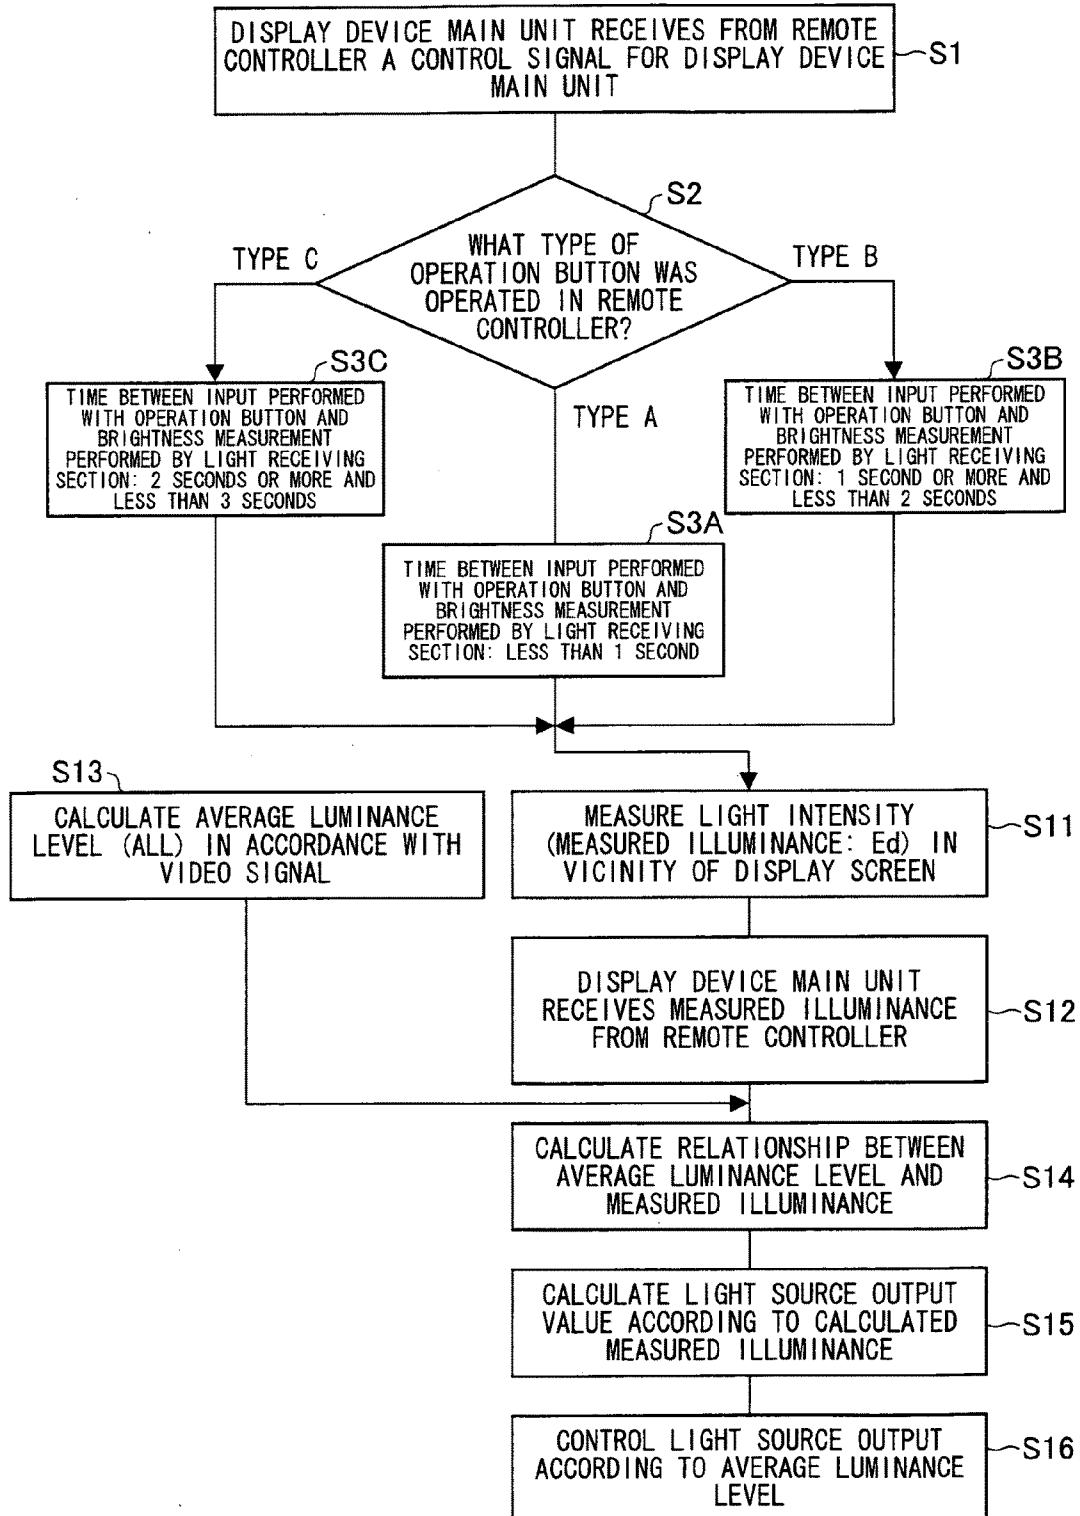 DISPLAY DEVICE MAIN UNIT RECEIVES FROM REMOTE
CONTROLLER A CONTROL SIGNAL FOR DISPLAY DEVICE
MAIN UNIT
S1
S2
WHAT TYPE OF
OPERATION BUTTON WAS
OPERATED IN REMOTE
CONTROLLER?
TYPE C
TYPE B
TYPE A
S3C
TIME BETWEEN INPUT PERFORMED
WITH OPERATION BUTTON AND
BRIGHTNESS MEASUREMENT
PERFORMED BY LIGHT RECEIVING
SECTION: 2 SECONDS OR MORE AND
LESS THAN 3 SECONDS
S3B
TIME BETWEEN INPUT PERFORMED
WITH OPERATION BUTTON AND
BRIGHTNESS MEASUREMENT
PERFORMED BY LIGHT RECEIVING
SECTION: 1 SECOND OR MORE AND
LESS THAN 2 SECONDS
S3A
TIME BETWEEN INPUT PERFORMED
WITH OPERATION BUTTON AND
BRIGHTNESS MEASUREMENT
PERFORMED BY LIGHT RECEIVING
SECTION: LESS THAN 1 SECOND
S13
CALCULATE AVERAGE LUMINANCE
LEVEL (ALL) IN ACCORDANCE WITH
VIDEO SIGNAL
MEASURE LIGHT INTENSITY
(MEASURED ILLUMINANCE: Ed) IN
VICINITY OF DISPLAY SCREEN
S11
DISPLAY DEVICE MAIN UNIT
RECEIVES MEASURED ILLUMINANCE
FROM REMOTE CONTROLLER
S12
CALCULATE RELATIONSHIP BETWEEN
AVERAGE LUMINANCE LEVEL AND
MEASURED ILLUMINANCE
S14
CALCULATE LIGHT SOURCE OUTPUT
VALUE ACCORDING TO CALCULATED
MEASURED ILLUMINANCE
S15
CONTROL LIGHT SOURCE OUTPUT
ACCORDING TO AVERAGE LUMINANCE
LEVEL
S16